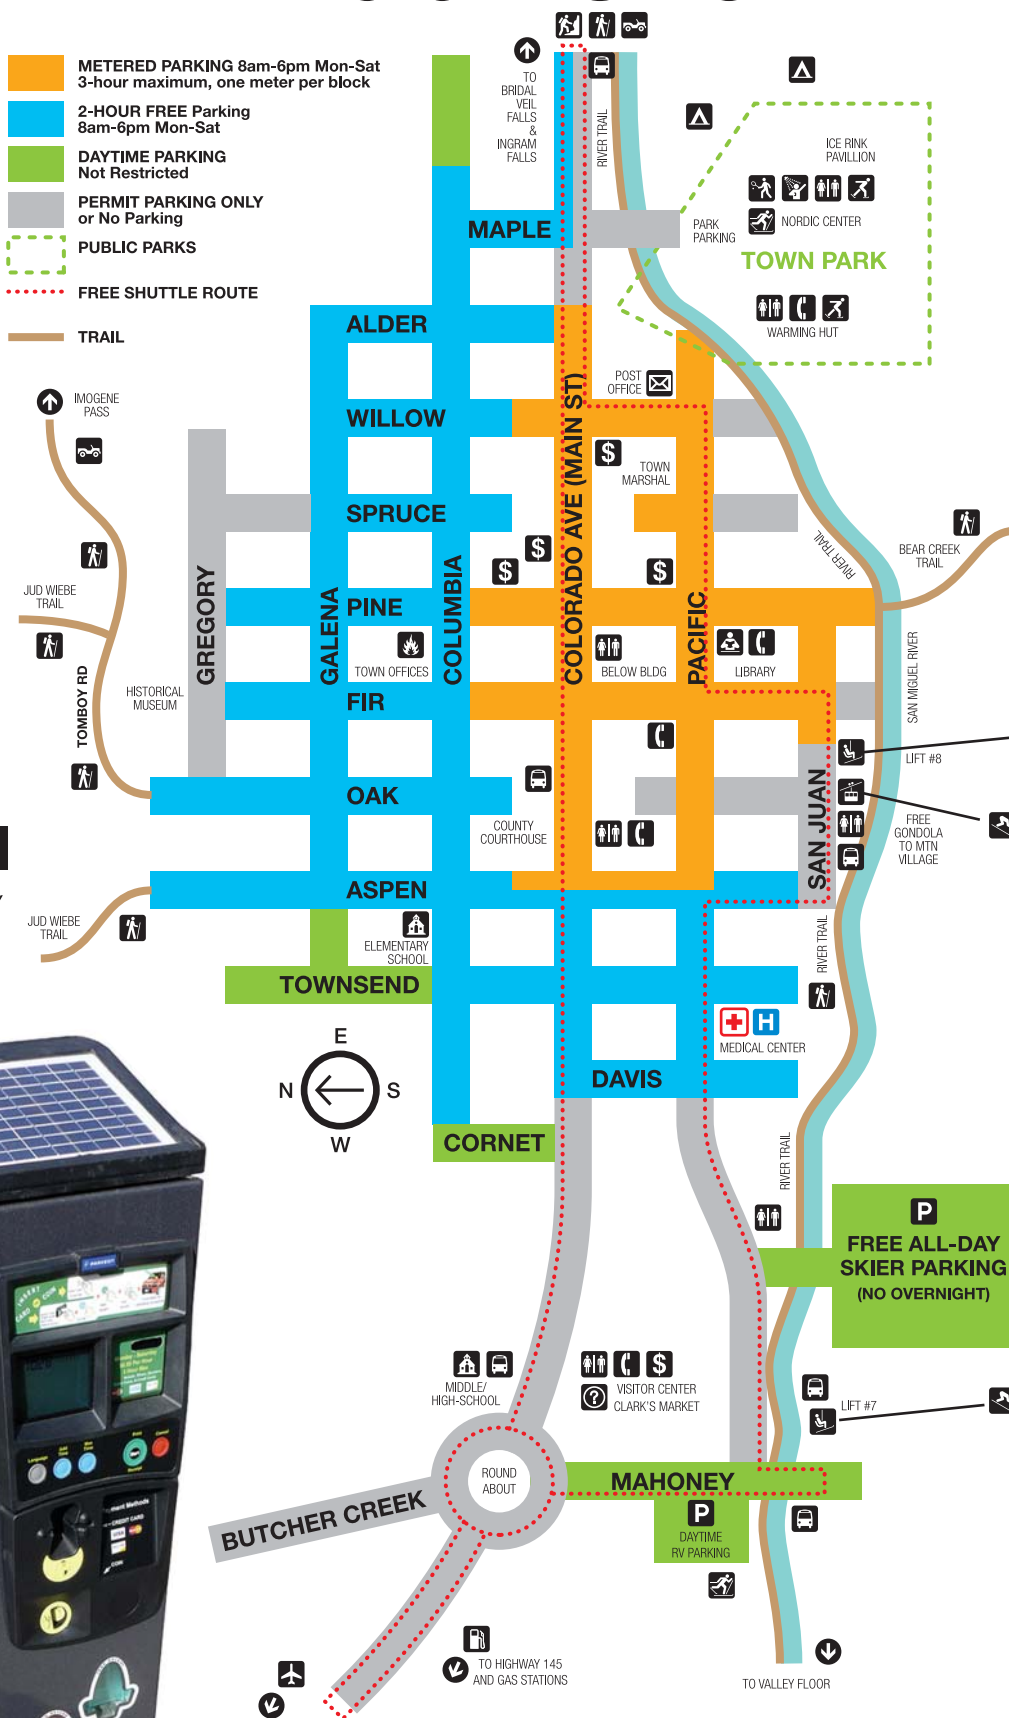 METERED PARKING 8am-6pm Mon-Sat
3-hour maximum, one meter per block
2-HOUR FREE Parking
8am-6pm Mon-Sat
DAYTIME PARKING
Not Restricted
PERMIT PARKING ONLY
or No Parking
PUBLIC PARKS
FREE SHUTTLE ROUTE
TRAIL
TO
BRIDAL
VEIL
FALLS
&
INGRAM
FALLS
RIVER TRAIL
ICE RINK
PAVILLION
NORDIC CENTER
PARK
PARKING
TOWN PARK
WARMING HUT
MAPLE
ALDER
WILLOW
SPRUCE
PINE
FIR
OAK
ASPEN
TOWNSEND
DAVIS
CORNET
GREGORY
GALENA
COLUMBIA
COLORADO AVE (MAIN ST)
PACIFIC
SAN JUAN
POST
OFFICE
$
TOWN
MARSHAL
$
$
$
IMOGENE
PASS
JUD WIEBE
TRAIL
TOMBOY RD
HISTORICAL
MUSEUM
TOWN OFFICES
BELOW BLDG
LIBRARY
RIVER TRAIL
BEAR CREEK
TRAIL
SAN MIGUEL RIVER
LIFT #8
FREE
GONDOLA
TO MTN
VILLAGE
COUNTY
COURTHOUSE
JUD WIEBE
TRAIL
ELEMENTARY
SCHOOL
RIVER TRAIL
H
MEDICAL CENTER
E
N
S
W
RIVER TRAIL
P
FREE ALL-DAY
SKIER PARKING
(NO OVERNIGHT)
MIDDLE/
HIGH-SCHOOL
$
?
VISITOR CENTER
CLARK'S MARKET
LIFT #7
ROUND
ABOUT
MAHONEY
BUTCHER CREEK
P
DAYTIME
RV PARKING
TO HIGHWAY 145
AND GAS STATIONS
TO VALLEY FLOOR
INSERT
CARD or COIN
CREDIT CARD
COIN